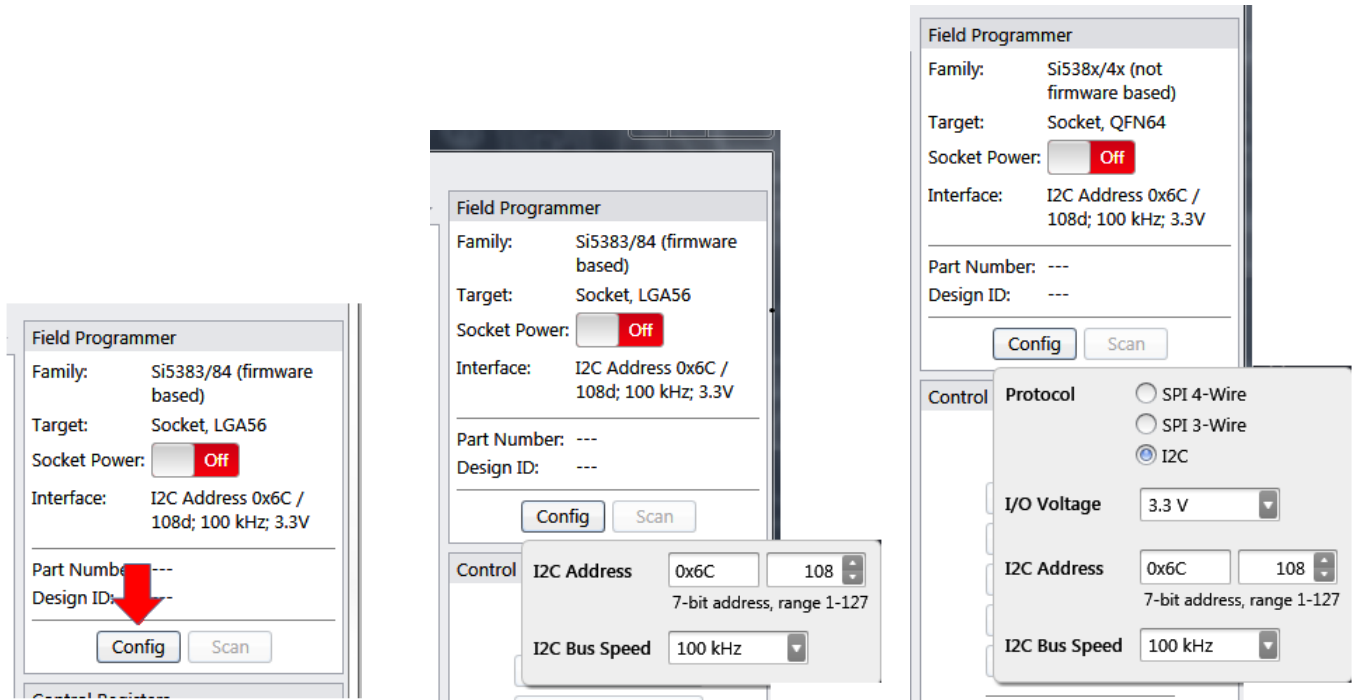 Field Programmer
Family: Si5383/84 (firmware
based)
Target: Socket, LGA56
Socket Power: Off
Interface: I2C Address 0x6C /
108d; 100 kHz; 3.3V
---
Design ID: ---
Config Scan
Field Programmer
Family: Si5383/84 (firmware
based)
Target: Socket, LGA56
Socket Power: Off
Interface: I2C Address 0x6C /
108d; 100 kHz; 3.3V
Part Number: ---
Design ID: ---
Config Scan
Control
I2C Address 0x6C 108
7-bit address, range 1-127
I2C Bus Speed 100 kHz
Field Programmer
Family: Si538x/4x (not
firmware based)
Target: Socket, QFN64
Socket Power: Off
Interface: I2C Address 0x6C /
108d; 100 kHz; 3.3V
Part Number: ---
Design ID: ---
Config Scan
Control
Protocol SPI 4-Wire
SPI 3-Wire
I2C
I/O Voltage 3.3 V
I2C Address 0x6C 108
7-bit address, range 1-127
I2C Bus Speed 100 kHz